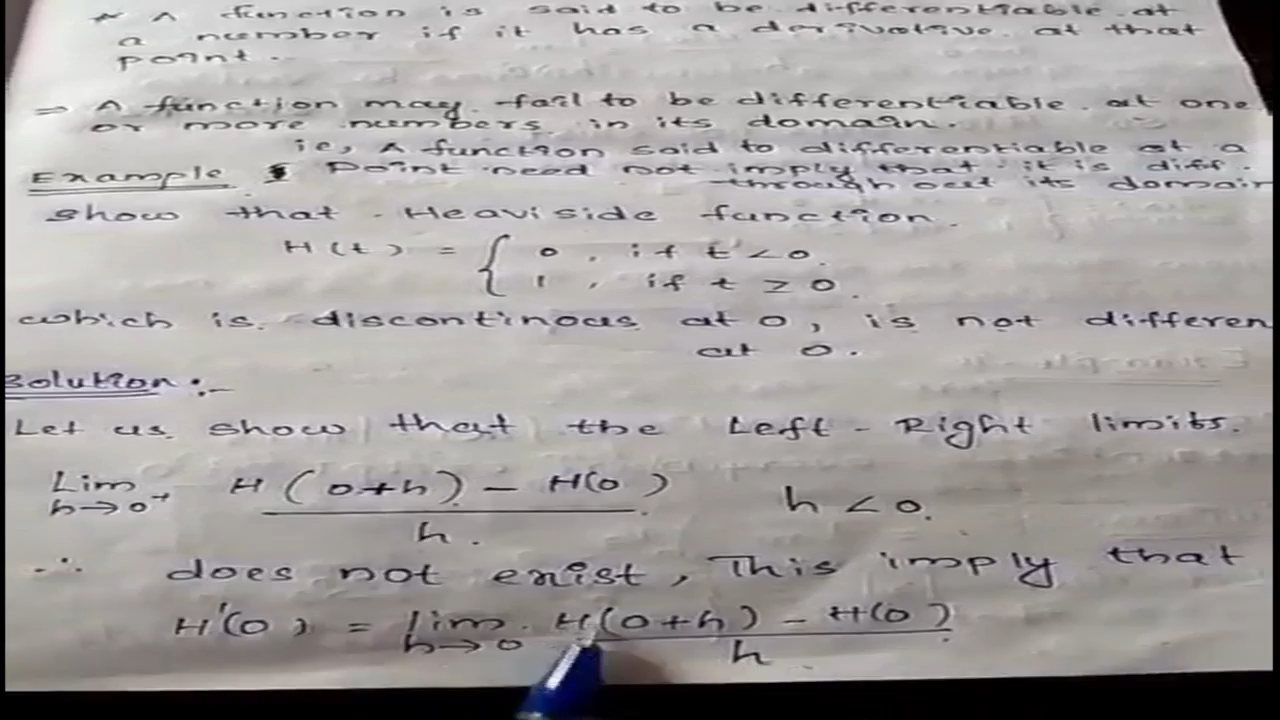 * A function is said to be differentiable at
a number if it has a derivative at that
point.
→ A function may fail to be differentiable at one
or more numbers in its domain.
ie, A function said to differentiable at a
Example Point need not imply that it is diff.
through out its domain
show that Heaviside function.
H(t) = { 0, if t < 0.
1, if t ≥ 0.
which is discontinous at 0, is not differen
at 0.
Solution :-
Let us show that the Left - Right limits.
Lim h→0⁻ H(0+h) - H(0) / h. h < 0.
∴ does not exist, This imply that
H'(0) = lim h→0 H(0+h) - H(0) / h